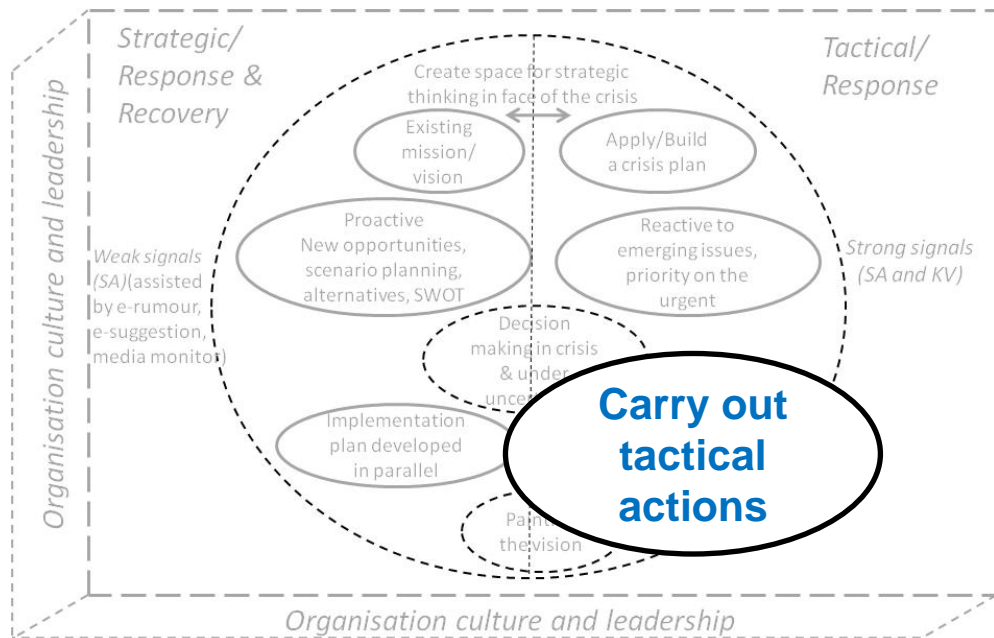 Strategic/
Response &
Recovery
Tactical/
Response
Create space for strategic
thinking in face of the crisis
Existing
mission/
vision
Apply/Build
a crisis plan
Proactive
New opportunities,
scenario planning,
alternatives, SWOT
Reactive to
emerging issues,
priority on the
urgent
Weak signals
(SA)(assisted
by e-rumour,
e-suggestion,
media monitor)
Strong signals
(SA and KV)
Decision
making in crisis
& under
Carry out
tactical
actions
Implementation
plan developed
in parallel
the vision
Organisation culture and leadership
Organisation culture and leadership